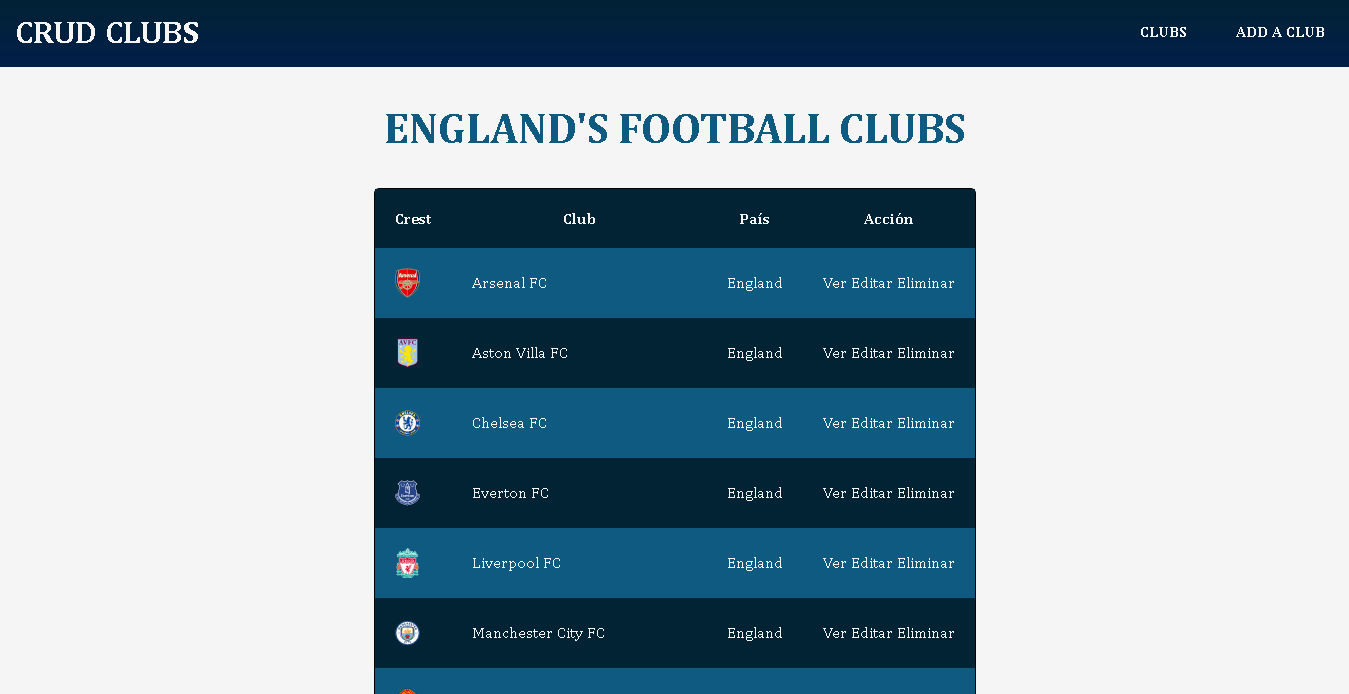 CRUD CLUBS CLUBS ADD A CLUB
ENGLAND'S FOOTBALL CLUBS
Crest Club País Acción
Arsenal Arsenal FC England Ver Editar Eliminar
AVFC Aston Villa FC England Ver Editar Eliminar
Chelsea FC England Ver Editar Eliminar
Everton FC England Ver Editar Eliminar
Liverpool FC England Ver Editar Eliminar
Manchester City FC England Ver Editar Eliminar